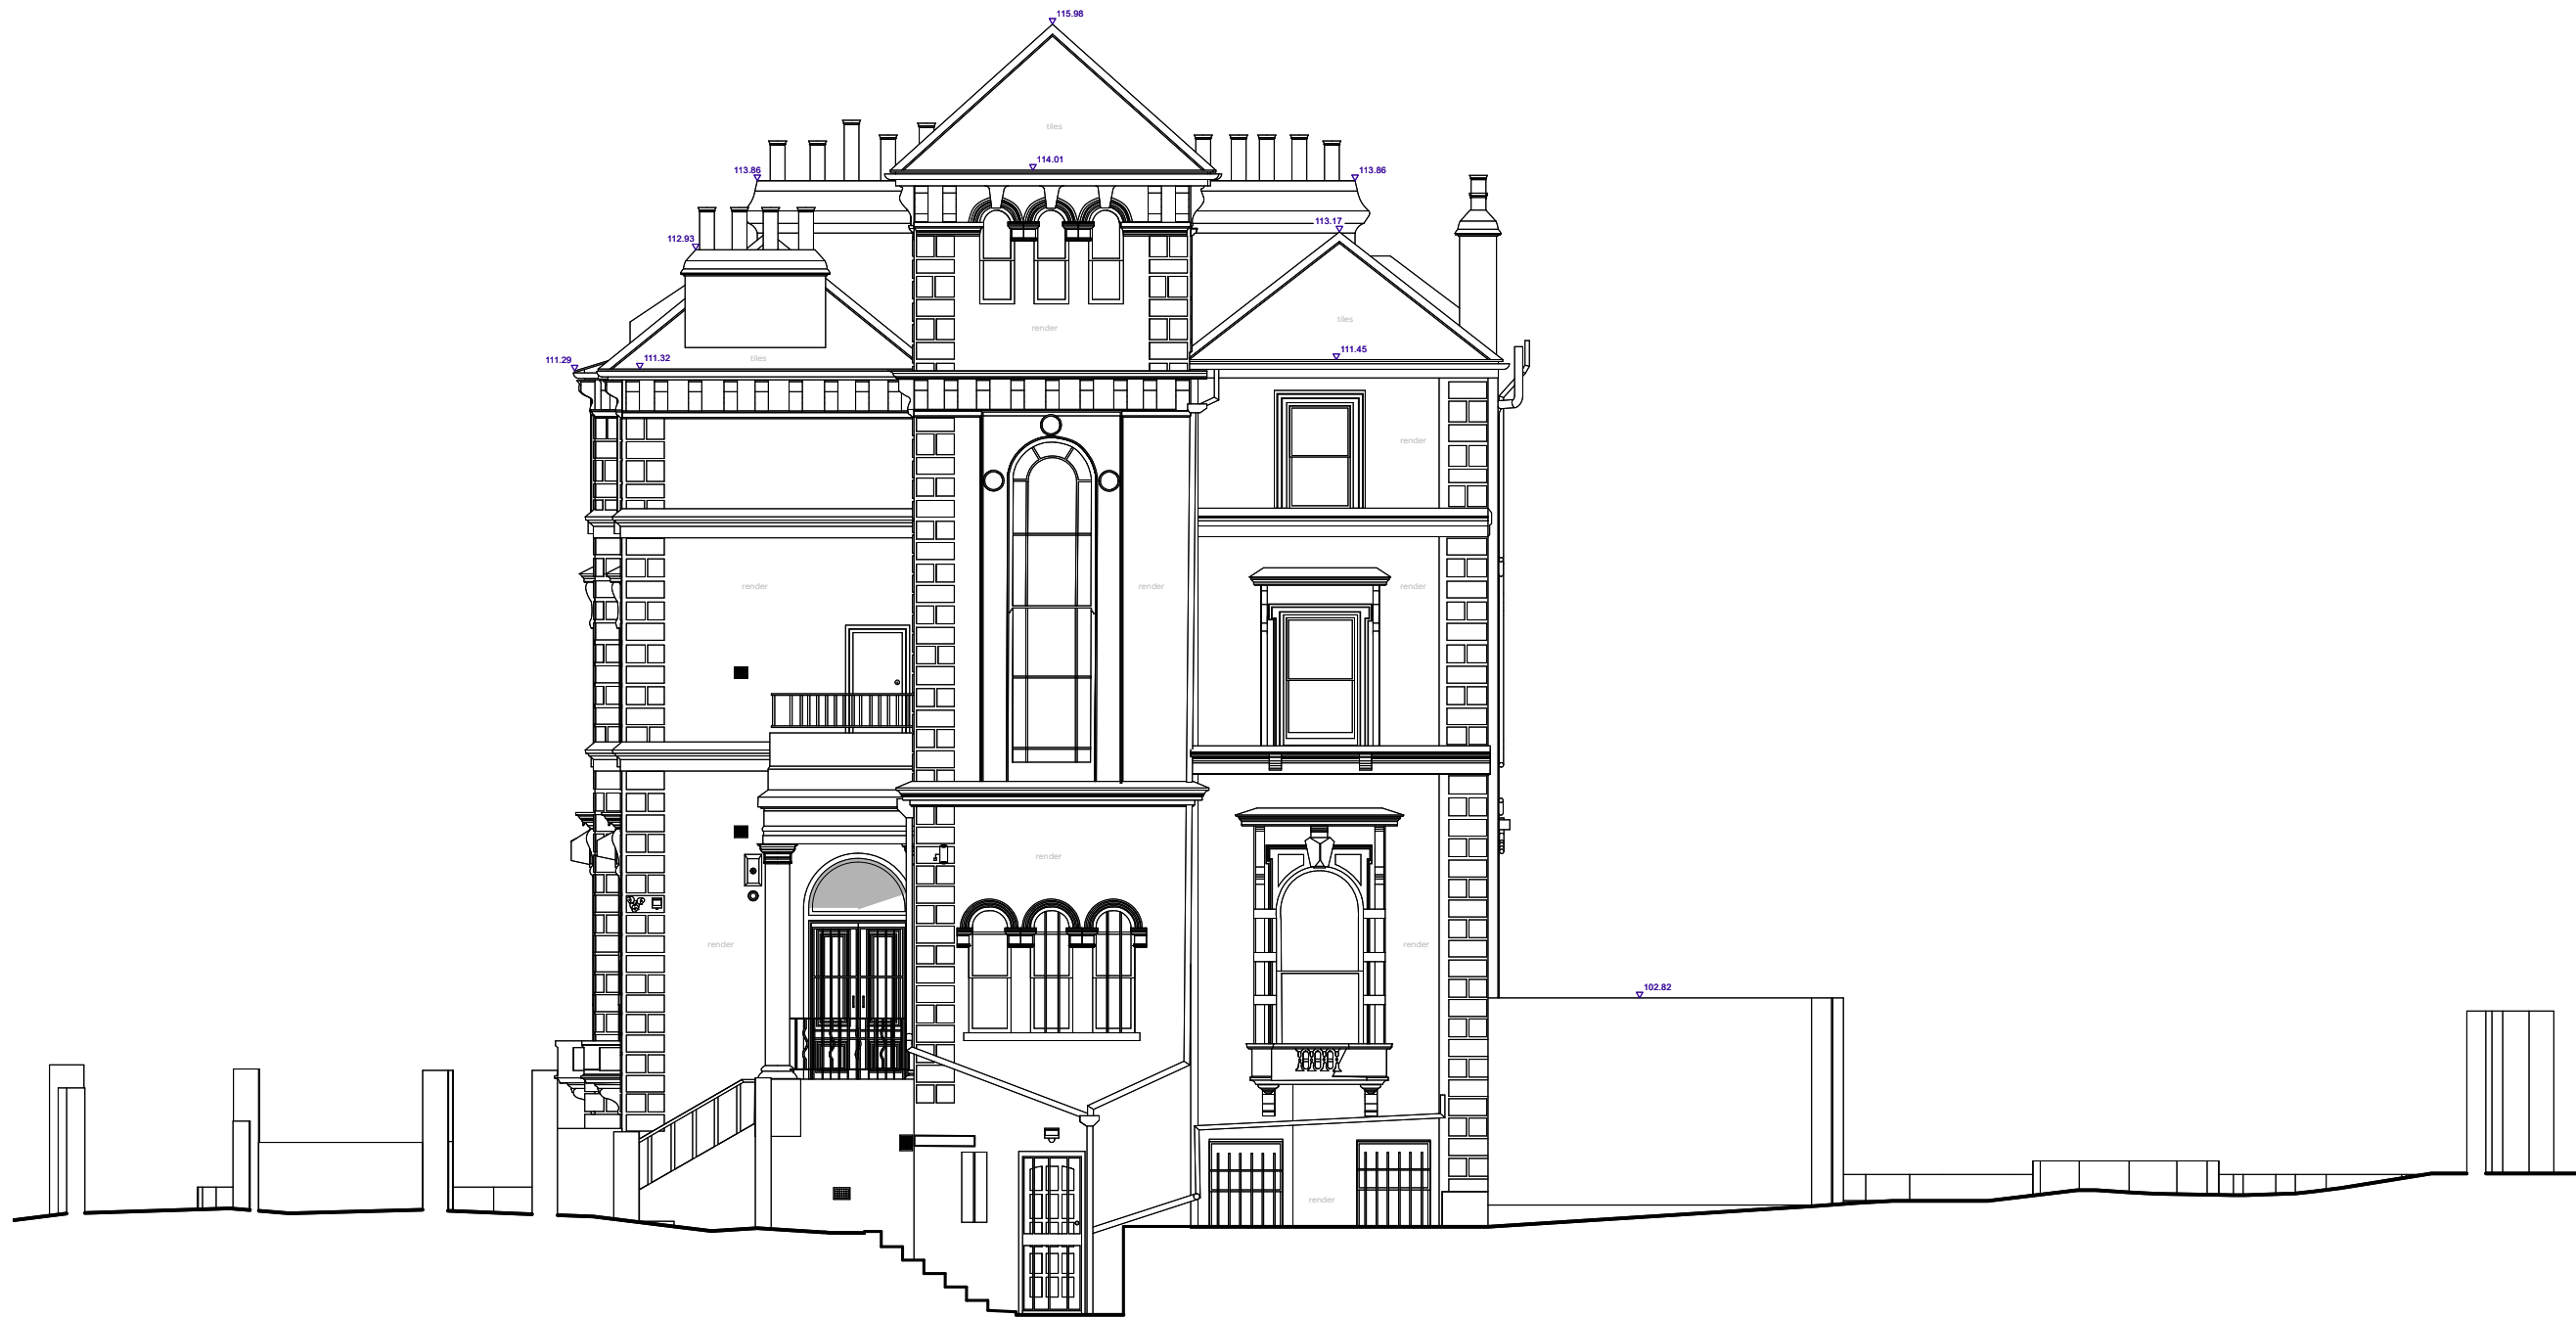 115.98
tiles
114.01
113.86
113.86
113.17
112.93
tiles
render
111.29
111.32
tiles
111.45
render
render
render
render
render
render
render
102.82
render